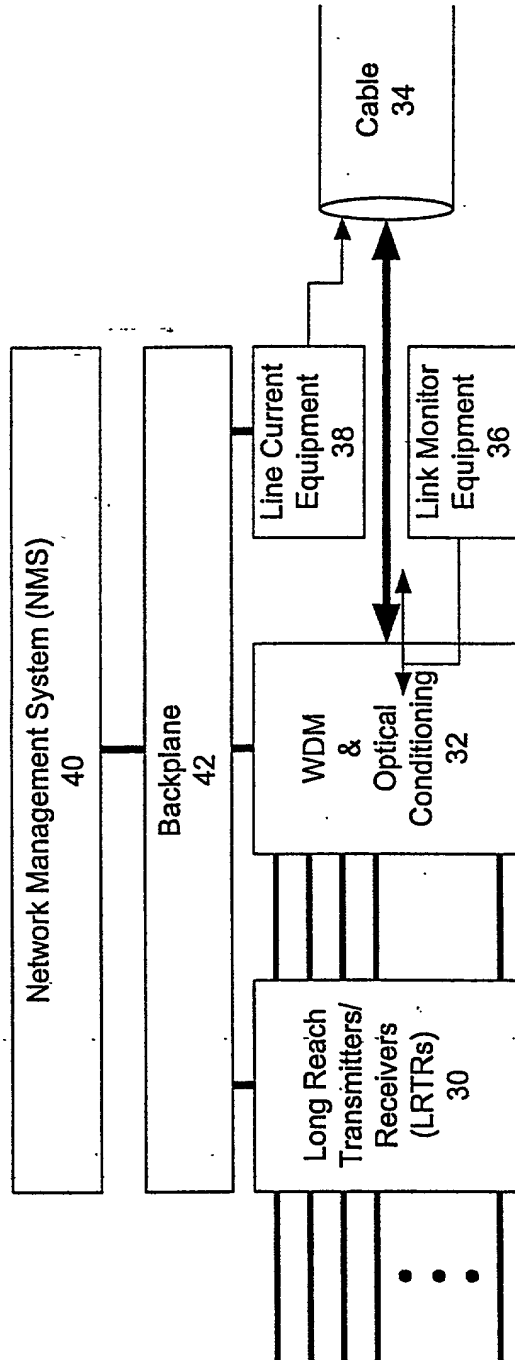 Network Management System (NMS)
40
Backplane
42
Long Reach
Transmitters/
Receivers
(LRTRs)
30
WDM
&
Optical
Conditioning
32
Line Current
Equipment
38
Link Monitor
Equipment
36
Cable
34